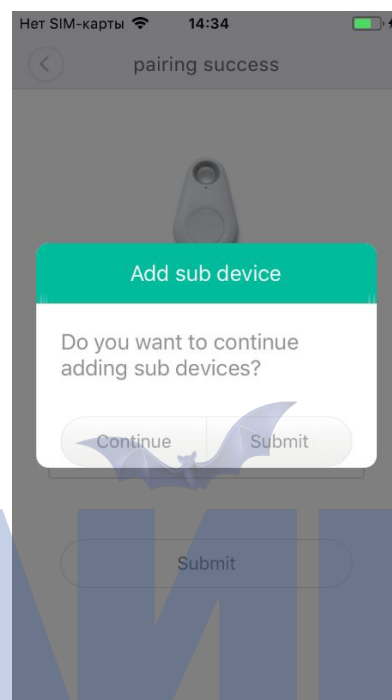 Нет SIM-карты 14:34
pairing success
Add sub device
Do you want to continue
adding sub devices?
Continue Submit
Submit